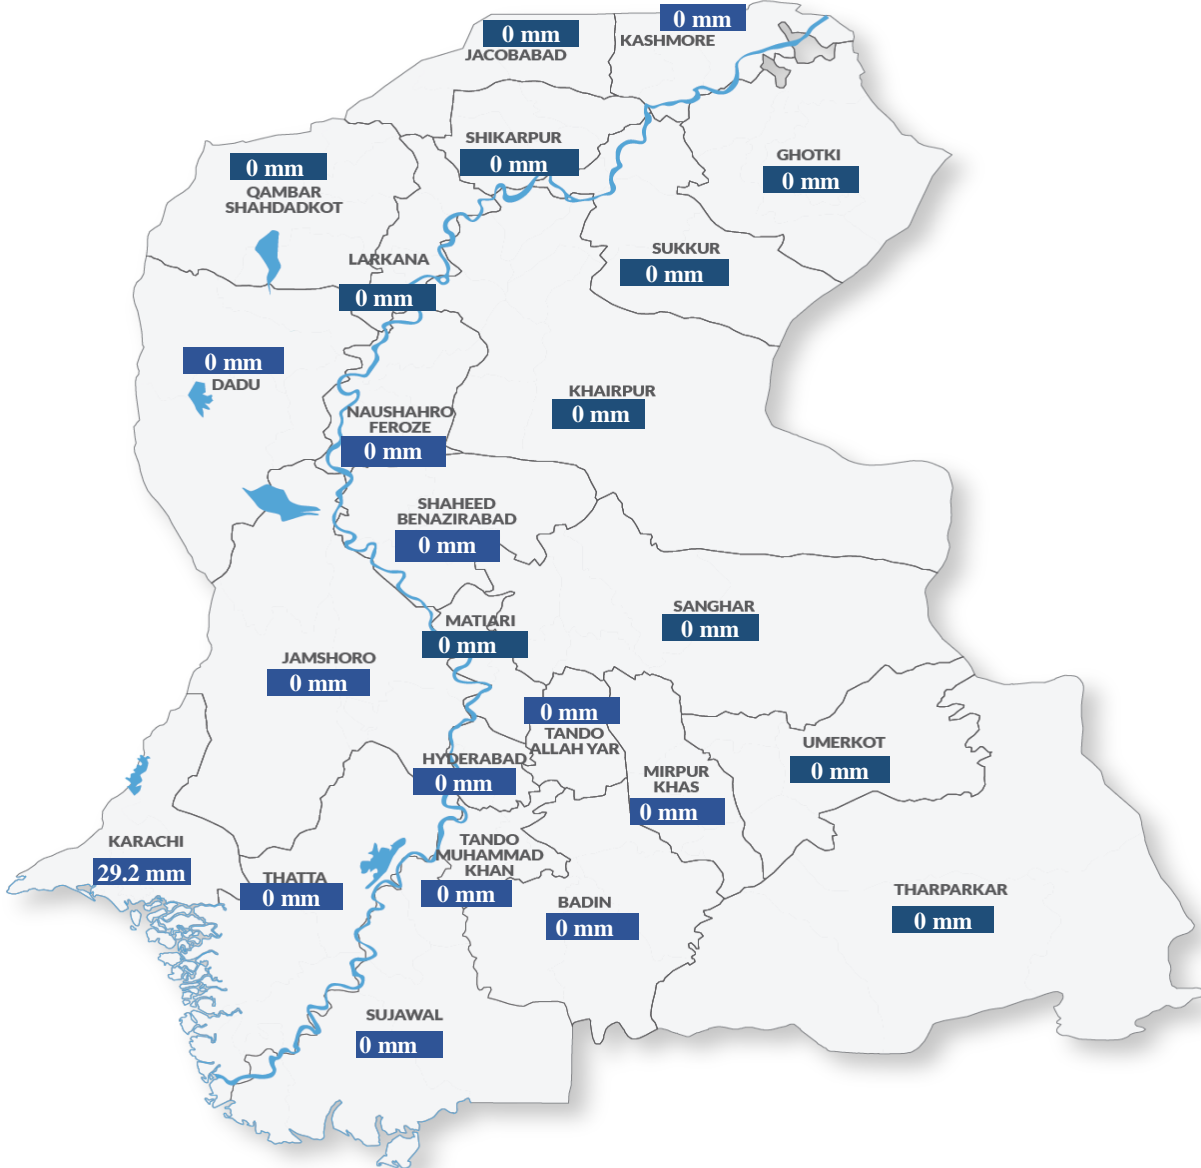 0 mm
KASHMORE
0 mm
JACOBABAD
SHIKARPUR
0 mm
GHOTKI
0 mm
0 mm
QAMBAR
SHAHDADKOT
SUKKUR
0 mm
LARKANA
0 mm
0 mm
DADU
KHAIRPUR
0 mm
NAUSHAHRO
FEROZE
0 mm
SHAHEED
BENAZIRABAD
0 mm
SANGHAR
0 mm
MATIARI
0 mm
JAMSHORO
0 mm
0 mm
TANDO
ALLAH YAR
UMERKOT
0 mm
HYDERABAD
0 mm
MIRPUR
KHAS
0 mm
KARACHI
29.2 mm
THATTA
0 mm
TANDO
MUHAMMAD
KHAN
0 mm
BADIN
0 mm
THARPARKAR
0 mm
SUJAWAL
0 mm